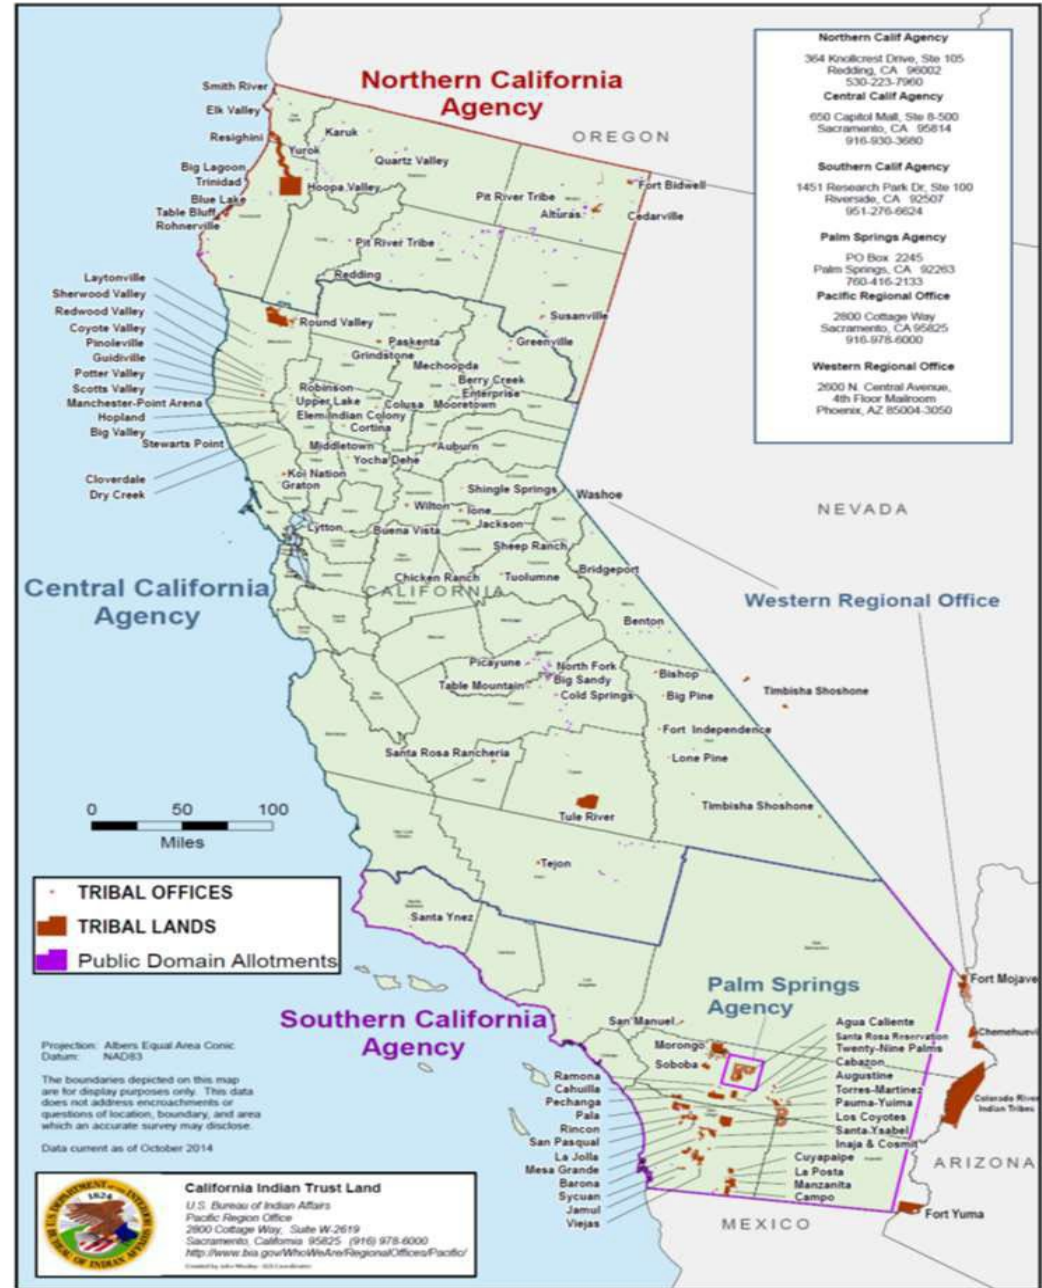 Northern California
Agency
OREGON
Northern Calif Agency
364 Knollcrest Drive, Ste 105
Redding, CA 96002
530-223-7960
Central Calif Agency
650 Capitol Mall, Ste 8-500
Sacramento, CA 95814
916-930-3680
Southern Calif Agency
1451 Research Park Dr, Ste 100
Riverside, CA 92507
951-276-6624
Palm Springs Agency
PO Box 2245
Palm Springs, CA 92263
760-416-2133
Pacific Regional Office
2800 Cottage Way
Sacramento, CA 95825
916-978-6000
Western Regional Office
2600 N. Central Avenue,
4th Floor Mailroom
Phoenix, AZ 85004-3050
Smith River
Elk Valley
Resighini
Karuk
Yurok
Quartz Valley
Big Lagoon
Trinidad
Hoopa Valley
Blue Lake
Table Bluff
Rohnerville
Pit River Tribe
Alturas
Fort Bidwell
Cedarville
Pit River Tribe
Redding
Laytonville
Sherwood Valley
Redwood Valley
Coyote Valley
Pinoleville
Guidiville
Potter Valley
Scotts Valley
Manchester-Point Arena
Hopland
Big Valley
Stewarts Point
Cloverdale
Dry Creek
Round Valley
Susanville
Paskenta
Greenville
Grindstone
Mechoopda
Berry Creek
Enterprise
Robinson
Upper Lake
Colusa
Mooretown
Elem Indian Colony
Cortina
Middletown
Auburn
Yocha Dehe
Koi Nation
Graton
Shingle Springs
Washoe
NEVADA
Wilton
Ione
Lytton
Buena Vista
Jackson
Sheep Ranch
Bridgeport
Chicken Ranch
Tuolumne
CALIFORNIA
Central California
Agency
Western Regional Office
Benton
Picayune
North Fork
Big Sandy
Table Mountain
Cold Springs
Bishop
Big Pine
Timbisha Shoshone
Fort Independence
Santa Rosa Rancheria
Lone Pine
Tule River
Timbisha Shoshone
0 50 100
Miles
Tejon
TRIBAL OFFICES
TRIBAL LANDS
Public Domain Allotments
Santa Ynez
Southern California
Agency
Palm Springs
Agency
Fort Mojave
Chemehuevi
Colorado River
Indian Tribes
San Manuel
Morongo
Soboba
Agua Caliente
Santa Rosa Reservation
Twenty-Nine Palms
Cabazon
Augustine
Torres-Martinez
Pauma-Yuima
Los Coyotes
Santa Ysabel
Inaja & Cosmit
Ramona
Cahuilla
Pechanga
Pala
Rincon
San Pasqual
La Jolla
Mesa Grande
Barona
Sycuan
Jamul
Viejas
Cuyapaipe
La Posta
Manzanita
Campo
ARIZONA
Fort Yuma
MEXICO
Projection: Albers Equal Area Conic
Datum: NAD83
The boundaries depicted on this map
are for display purposes only. This data
does not address encroachments or
questions of location, boundary, and area
which an accurate survey may disclose.
Data current as of October 2014
U.S. DEPARTMENT OF THE INTERIOR
1824
BUREAU OF INDIAN AFFAIRS
California Indian Trust Land
U.S. Bureau of Indian Affairs
Pacific Region Office
2800 Cottage Way, Suite W-2619
Sacramento, California 95825 (916) 978-6000
http://www.bia.gov/WhoWeAre/RegionalOffices/Pacific/